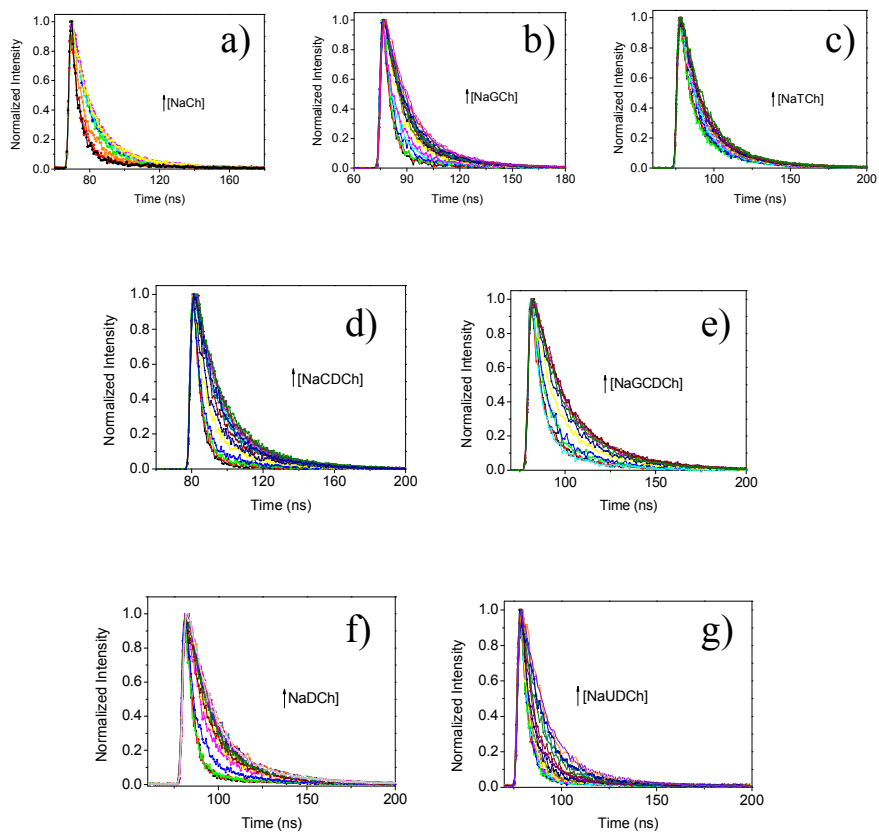 a)
↑[NaCh]
Normalized Intensity
1.0
0.8
0.6
0.4
0.2
0.0
80 120 160
Time (ns)
b)
↑[NaGCh]
Normalized Intensity
1.0
0.8
0.6
0.4
0.2
0.0
60 90 120 150 180
Time (ns)
c)
↑[NaTCh]
Normalized Intensity
1.0
0.8
0.6
0.4
0.2
0.0
100 150 200
Time (ns)
d)
↑[NaCDCh]
Normalized Intensity
1.0
0.8
0.6
0.4
0.2
0.0
80 120 160 200
Time (ns)
e)
↑[NaGCDCh]
Normalized Intensity
1.0
0.8
0.6
0.4
0.2
0.0
100 150 200
Time (ns)
f)
↑[NaDCh]
Normalized Intensity
1.0
0.8
0.6
0.4
0.2
0.0
100 150 200
Time (ns)
g)
↑[NaUDCh]
Normalized Intensity
1.0
0.8
0.6
0.4
0.2
0.0
100 150 200
Time (ns)